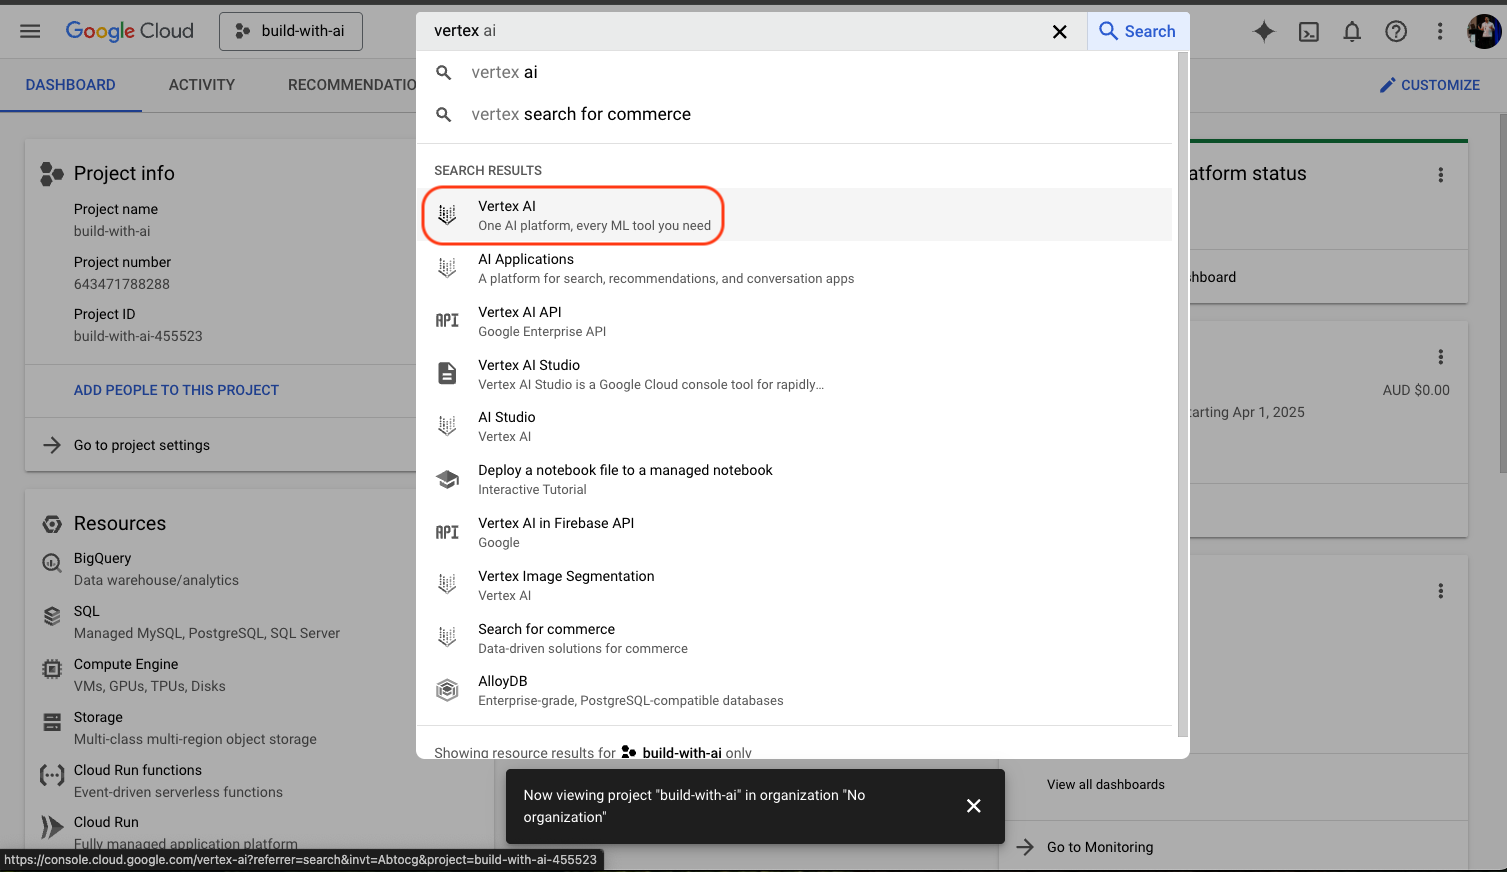 Google Cloud
build-with-ai
vertex ai
Search
DASHBOARD
ACTIVITY
RECOMMENDATIO
CUSTOMIZE
vertex ai
vertex search for commerce
SEARCH RESULTS
Vertex AI
One AI platform, every ML tool you need
AI Applications
A platform for search, recommendations, and conversation apps
API
Vertex AI API
Google Enterprise API
Vertex AI Studio
Vertex AI Studio is a Google Cloud console tool for rapidly…
AI Studio
Vertex AI
Deploy a notebook file to a managed notebook
Interactive Tutorial
API
Vertex AI in Firebase API
Google
Vertex Image Segmentation
Vertex AI
Search for commerce
Data-driven solutions for commerce
AlloyDB
Enterprise-grade, PostgreSQL-compatible databases
Showing resource results for build-with-ai only
Project info
Project name
build-with-ai
Project number
643471788288
Project ID
build-with-ai-455523
ADD PEOPLE TO THIS PROJECT
Go to project settings
Resources
BigQuery
Data warehouse/analytics
SQL
Managed MySQL, PostgreSQL, SQL Server
Compute Engine
VMs, GPUs, TPUs, Disks
Storage
Multi-class multi-region object storage
Cloud Run functions
Event-driven serverless functions
Cloud Run
Fully managed application platform
atform status
hboard
AUD $0.00
tarting Apr 1, 2025
View all dashboards
Go to Monitoring
Now viewing project "build-with-ai" in organization "No
organization"
https://console.cloud.google.com/vertex-ai?referrer=search&invt=Abtocg&project=build-with-ai-455523